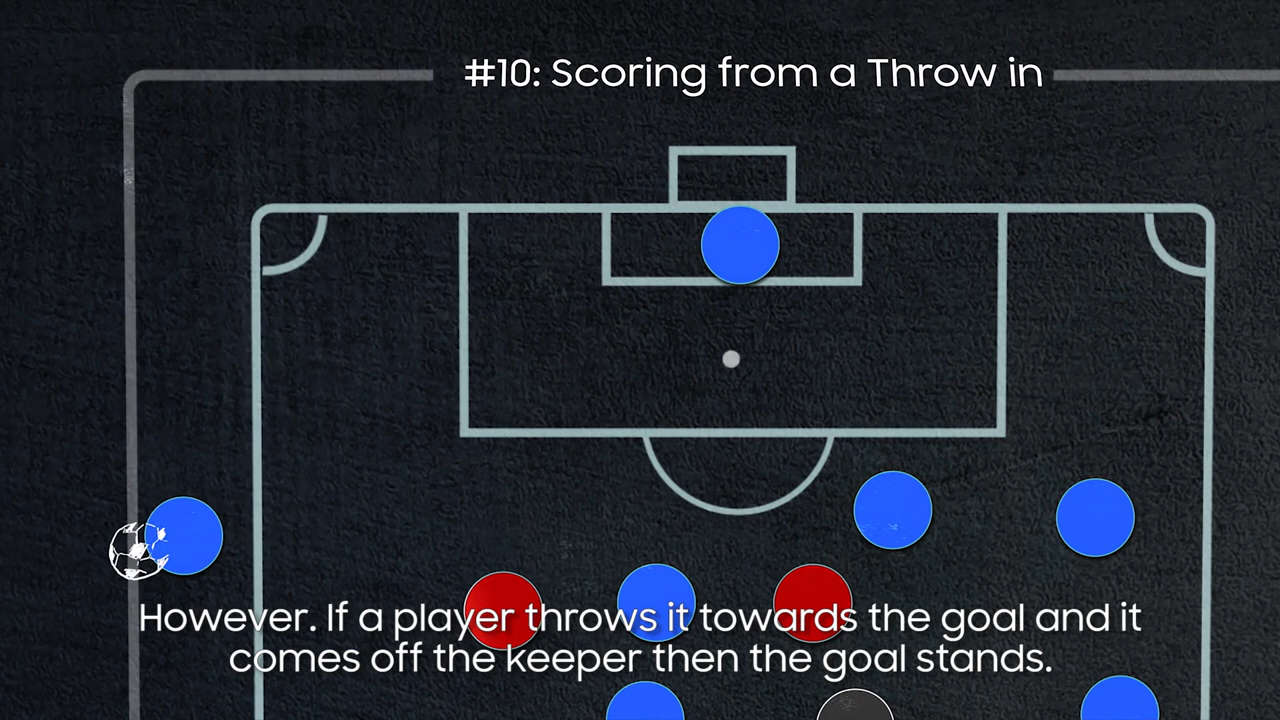 #10: Scoring from a Throw in
However. If a player throws it towards the goal and it
comes off the keeper then the goal stands.